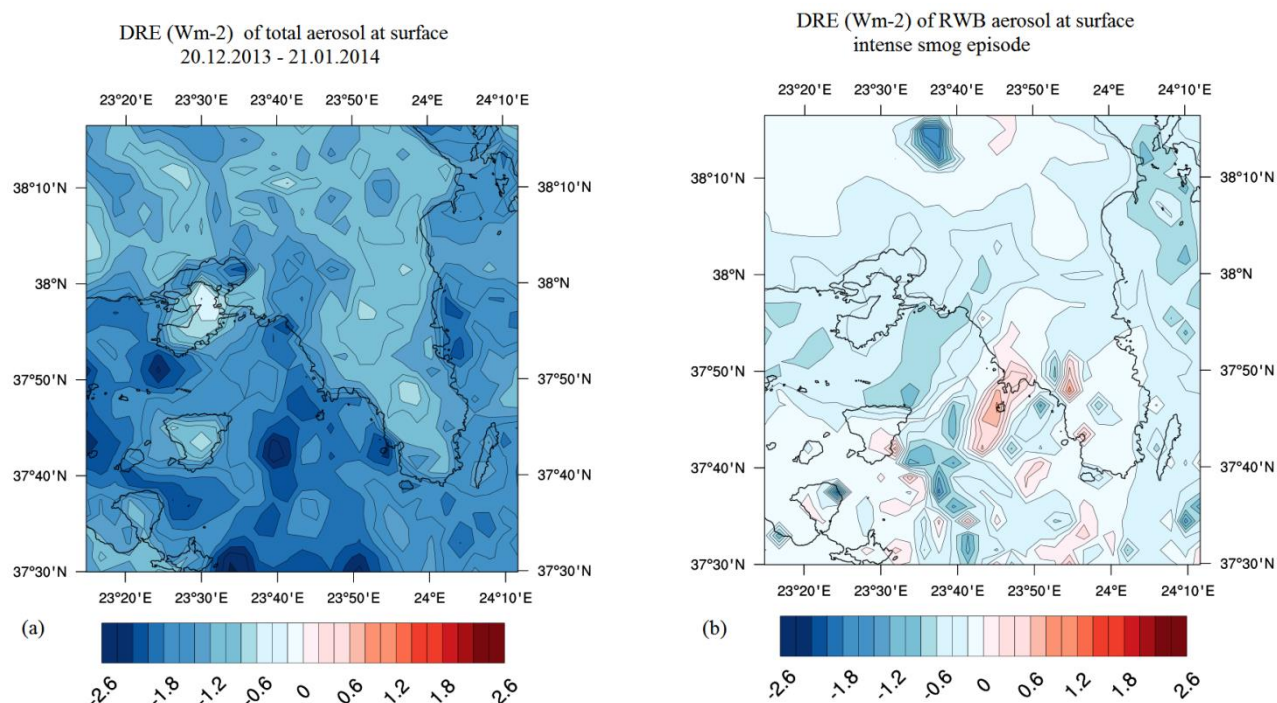 DRE (Wm-2) of total aerosol at surface
20.12.2013 - 21.01.2014
23°20'E 23°30'E 23°40'E 23°50'E 24°E 24°10'E
38°10'N 38°10'N
38°N 38°N
37°50'N 37°50'N
37°40'N 37°40'N
37°30'N 37°30'N
23°20'E 23°30'E 23°40'E 23°50'E 24°E 24°10'E
(a)
-2.6 -1.8 -1.2 -0.6 0 0.6 1.2 1.8 2.6
DRE (Wm-2) of RWB aerosol at surface
intense smog episode
23°20'E 23°30'E 23°40'E 23°50'E 24°E 24°10'E
38°10'N 38°10'N
38°N 38°N
37°50'N 37°50'N
37°40'N 37°40'N
37°30'N 37°30'N
23°20'E 23°30'E 23°40'E 23°50'E 24°E 24°10'E
(b)
-2.6 -1.8 -1.2 -0.6 0 0.6 1.2 1.8 2.6